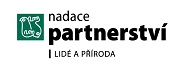 nadace
partnerství
LIDÉ A PŘÍRODA